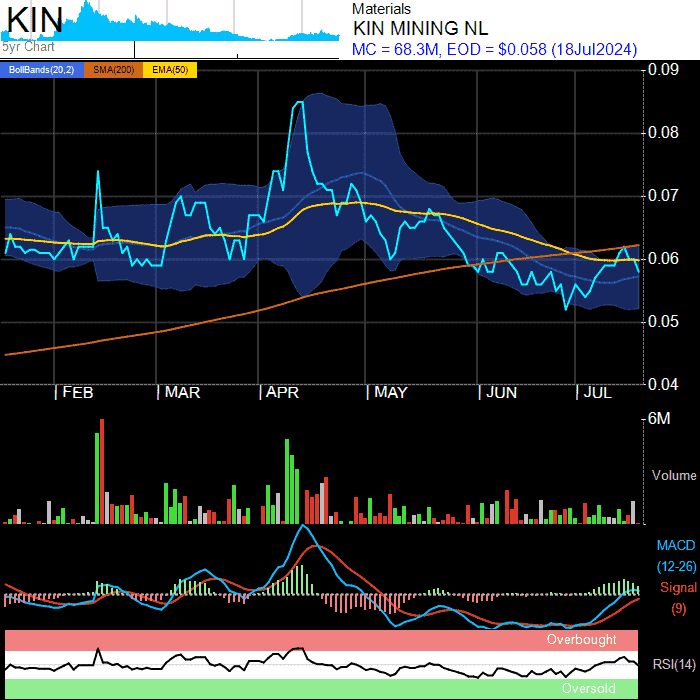 KIN
5yr Chart
Materials
KIN MINING NL
MC = 68.3M, EOD = $0.058 (18Jul2024)
BollBands(20,2) SMA(200) EMA(50)
0.09
0.08
0.07
0.06
0.05
0.04
FEB MAR APR MAY JUN JUL
6M
Volume
MACD
(12-26)
Signal
(9)
Overbought
RSI(14)
Oversold